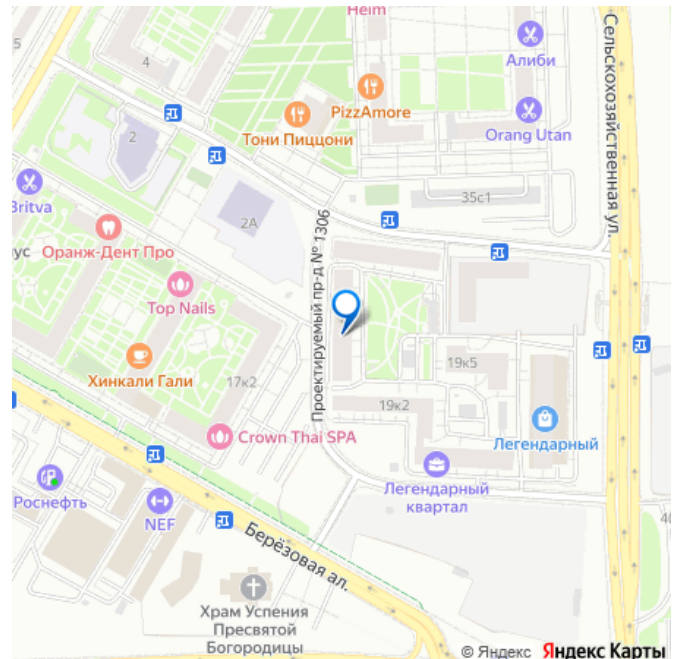 Heim
4
Алиби
PizzAmore
Сельскохозяйственная ул.
Orang Utan
2
Тони Пиццони
Britva
35с1
2А
Оранж-Дент Про
Проектируемый пр-д № 1306
Top Nails
Хинкали Гали
17к2
19к5
19к2
Crown Thai SPA
Легендарный
Легендарный
квартал
Роснефть
NEF
Берёзовая ал.
Храм Успения
Пресвятой
Богородицы
© Яндекс Яндекс Карты